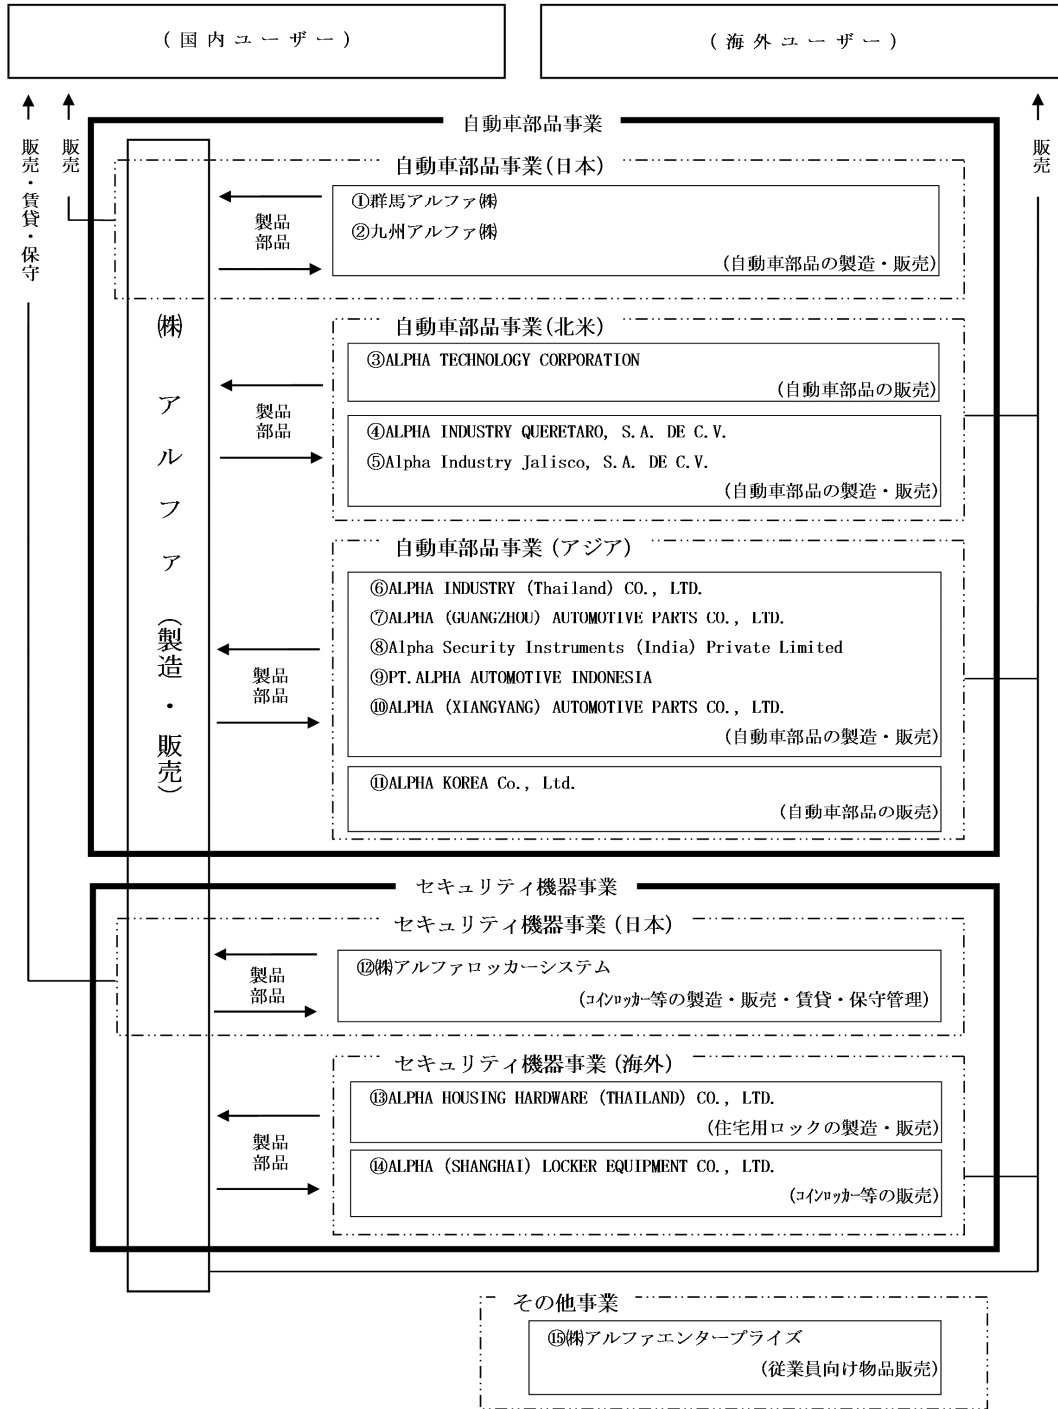 (国内ユーザー)
(海外ユーザー)
販売・賃貸・保守
販売
販売
自動車部品事業
自動車部品事業(日本)
①群馬アルファ㈱
②九州アルファ㈱
(自動車部品の製造・販売)
製品
部品
㈱アルファ(製造・販売)
自動車部品事業(北米)
③ALPHA TECHNOLOGY CORPORATION
(自動車部品の販売)
製品
部品
④ALPHA INDUSTRY QUERETARO, S.A. DE C.V.
⑤Alpha Industry Jalisco, S.A. DE C.V.
(自動車部品の製造・販売)
自動車部品事業(アジア)
⑥ALPHA INDUSTRY (Thailand) CO., LTD.
⑦ALPHA (GUANGZHOU) AUTOMOTIVE PARTS CO., LTD.
⑧Alpha Security Instruments (India) Private Limited
⑨PT.ALPHA AUTOMOTIVE INDONESIA
⑩ALPHA (XIANGYANG) AUTOMOTIVE PARTS CO., LTD.
(自動車部品の製造・販売)
製品
部品
⑪ALPHA KOREA Co., Ltd.
(自動車部品の販売)
セキュリティ機器事業
セキュリティ機器事業(日本)
⑫㈱アルファロッカーシステム
(ｺｲﾝﾛｯｶｰ等の製造・販売・賃貸・保守管理)
製品
部品
セキュリティ機器事業(海外)
⑬ALPHA HOUSING HARDWARE (THAILAND) CO., LTD.
(住宅用ロックの製造・販売)
製品
部品
⑭ALPHA (SHANGHAI) LOCKER EQUIPMENT CO., LTD.
(ｺｲﾝﾛｯｶｰ等の販売)
その他事業
⑮㈱アルファエンタープライズ
(従業員向け物品販売)